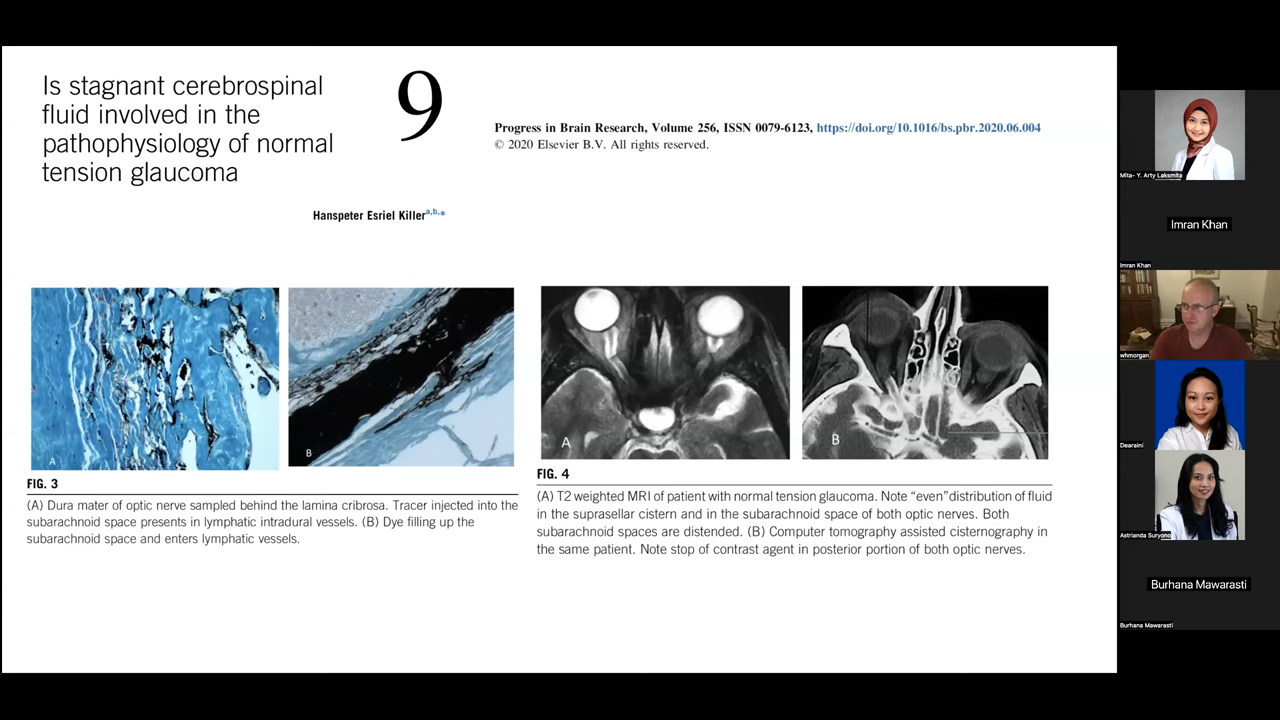 Is stagnant cerebrospinal
fluid involved in the
pathophysiology of normal
tension glaucoma
9
Hanspeter Esriel Killerᵃ,ᵇ,*
Progress in Brain Research, Volume 256, ISSN 0079-6123, https://doi.org/10.1016/bs.pbr.2020.06.004
© 2020 Elsevier B.V. All rights reserved.
A
B
FIG. 3
(A) Dura mater of optic nerve sampled behind the lamina cribrosa. Tracer injected into the
subarachnoid space presents in lymphatic intradural vessels. (B) Dye filling up the
subarachnoid space and enters lymphatic vessels.
A
B
FIG. 4
(A) T2 weighted MRI of patient with normal tension glaucoma. Note “even”distribution of fluid
in the suprasellar cistern and in the subarachnoid space of both optic nerves. Both
subarachnoid spaces are distended. (B) Computer tomography assisted cisternography in
the same patient. Note stop of contrast agent in posterior portion of both optic nerves.
Mita- Y. Arty Laksmita
Imran Khan
Imran Khan
whmorgan
Dearaini
Astrianda Suryono
Burhana Mawarasti
Burhana Mawarasti